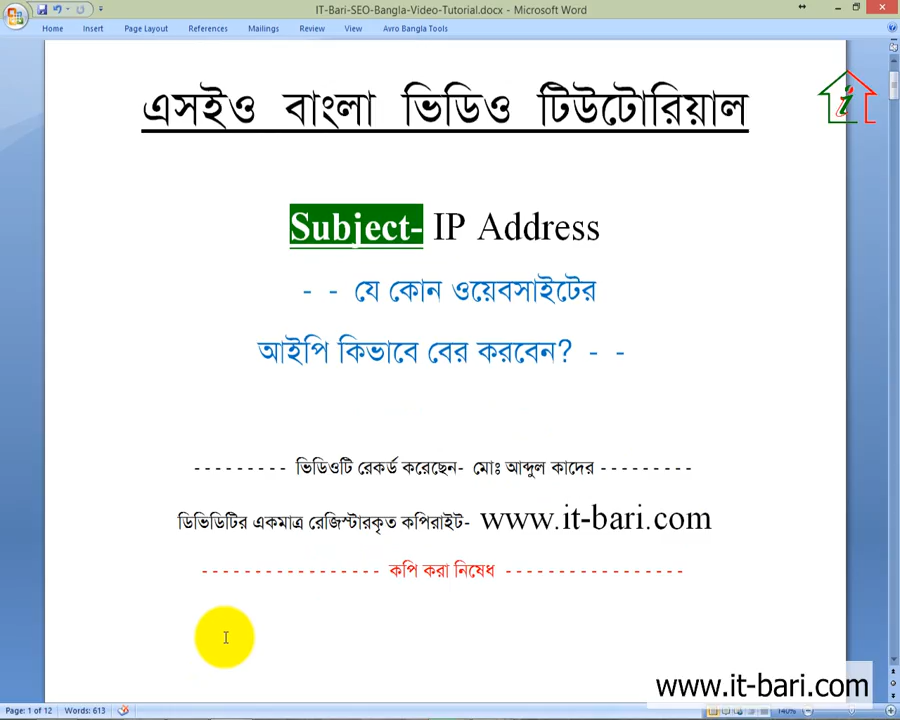 IT-Bari-SEO-Bangla-Video-Tutorial.docx - Microsoft Word
Home Insert Page Layout References Mailings Review View Avro Bangla Tools
এসইও বাংলা ভিডিও টিউটোরিয়াল
Subject- IP Address
- - যে কোন ওয়েবসাইটের
আইপি কিভাবে বের করবেন? - -
- - - - - - - - - ভিডিওটি রেকর্ড করেছেন- মোঃ আব্দুল কাদের - - - - - - - - -
ডিভিডিটির একমাত্র রেজিস্টারকৃত কপিরাইট- www.it-bari.com
- - - - - - - - - - - - - - - - - কপি করা নিষেধ - - - - - - - - - - - - - - - - -
www.it-bari.com
Page: 1 of 12 Words: 613 140%